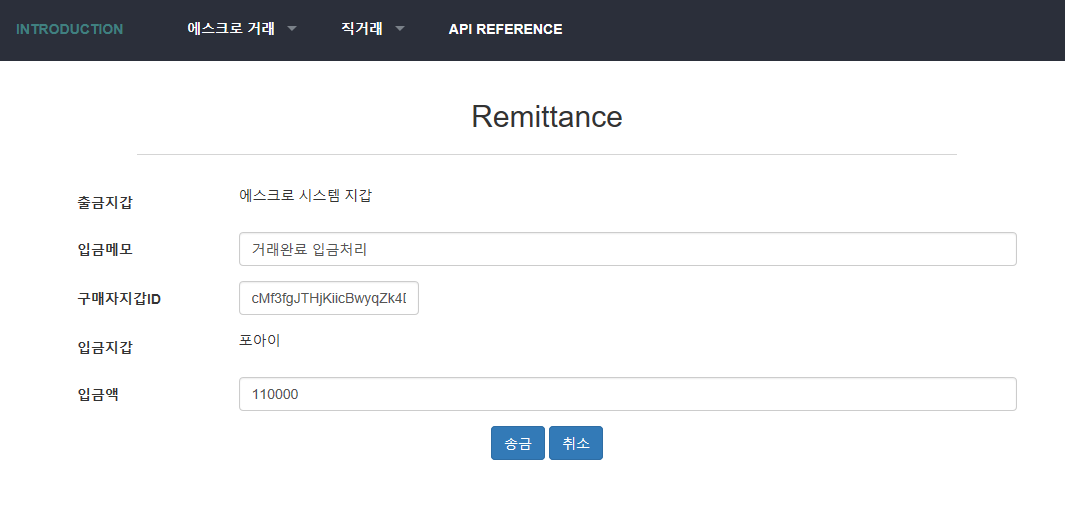 INTRODUCTION 에스크로 거래 직거래 API REFERENCE
Remittance
출금지갑 에스크로 시스템 지갑
입금메모 거래완료 입금처리
구매자지갑ID cMf3fgJTHjKiicBwyqZk4
입금지갑 포아이
입금액 110000
송금 취소